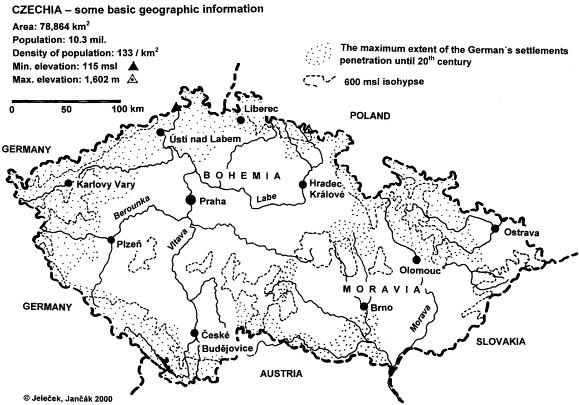 CZECHIA – some basic geographic information
Area: 78,864 km²
Population: 10.3 mil.
Density of population: 133 / km²
Min. elevation: 115 msl
Max. elevation: 1,602 m
0 50 100 km
The maximum extent of the German´s settlements
penetration until 20th century
600 msl isohypse
POLAND
Liberec
Ústí nad Labem
GERMANY
BOHEMIA
Karlovy Vary
Labe
Hradec
Králové
Praha
Berounka
Vltava
Plzeň
Ostrava
Olomouc
MORAVIA
Brno
Morava
GERMANY
České
Budějovice
SLOVAKIA
AUSTRIA
© Jeleček, Jančák 2000